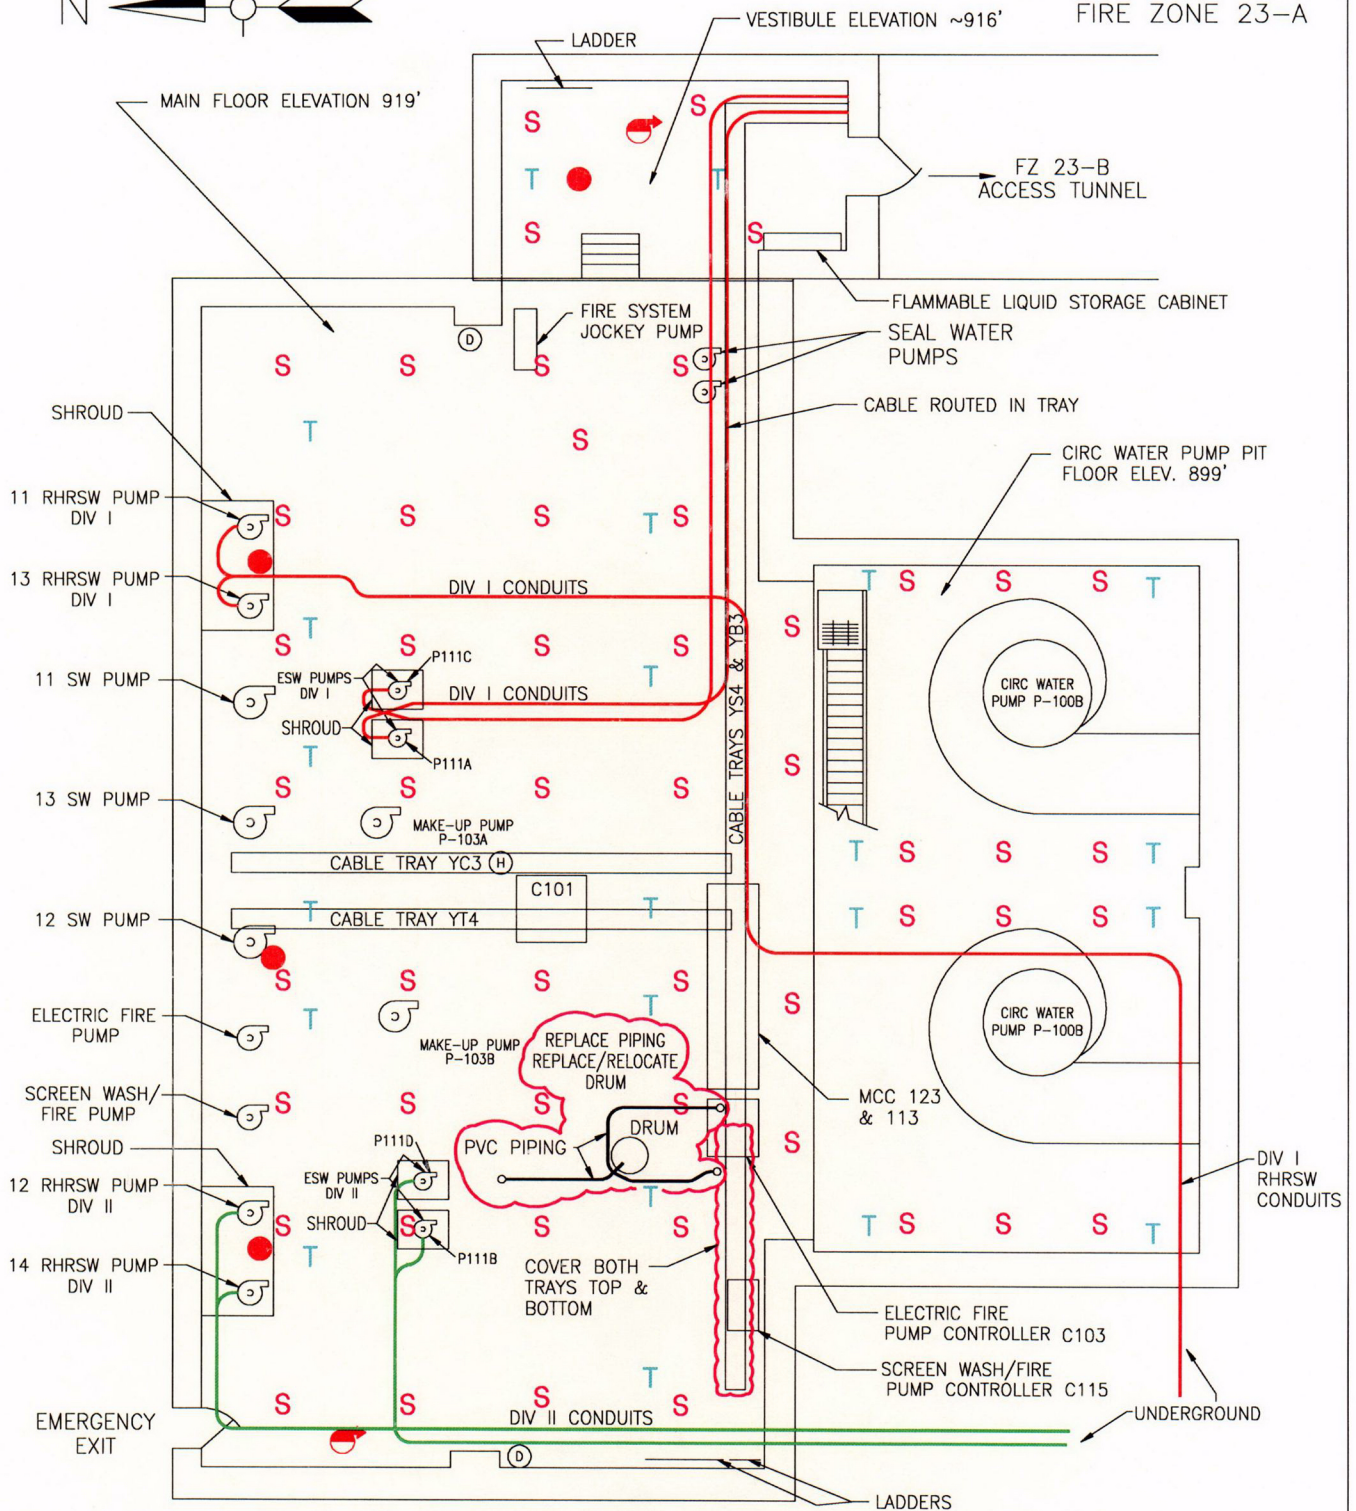 N
FIRE ZONE 23-A
VESTIBULE ELEVATION ~916'
LADDER
MAIN FLOOR ELEVATION 919'
S
S
T
T
S
S
FZ 23-B
ACCESS TUNNEL
FLAMMABLE LIQUID STORAGE CABINET
FIRE SYSTEM
JOCKEY PUMP
D
SEAL WATER
PUMPS
S
S
S
S
SHROUD
CABLE ROUTED IN TRAY
T
S
CIRC WATER PUMP PIT
FLOOR ELEV. 899'
11 RHRSW PUMP
DIV I
S
S
S
T
S
13 RHRSW PUMP
DIV I
DIV I CONDUITS
T
S
S
S
T
T
S
CABLE TRAYS YS4 & YB3
S
S
S
T
P111C
ESW PUMPS
DIV I
DIV I CONDUITS
11 SW PUMP
SHROUD
CIRC WATER
PUMP P-100B
T
P111A
S
S
S
S
S
13 SW PUMP
MAKE-UP PUMP
P-103A
CABLE TRAY YC3
H
T
S
S
S
T
C101
12 SW PUMP
T
CABLE TRAY YT4
T
T
S
S
S
T
S
S
S
S
ELECTRIC FIRE
PUMP
T
T
S
CIRC WATER
PUMP P-100B
MAKE-UP PUMP
P-103B
REPLACE PIPING
REPLACE/RELOCATE
DRUM
SCREEN WASH/
FIRE PUMP
S
S
S
S
MCC 123
& 113
SHROUD
P111D
PVC PIPING
DRUM
S
12 RHRSW PUMP
DIV II
ESW PUMPS
DIV II
SHROUD
T
DIV I
RHRSW
CONDUITS
S
S
S
S
T
S
S
S
T
14 RHRSW PUMP
DIV II
T
P111B
COVER BOTH
TRAYS TOP &
BOTTOM
ELECTRIC FIRE
PUMP CONTROLLER C103
SCREEN WASH/FIRE
PUMP CONTROLLER C115
T
S
S
S
S
EMERGENCY
EXIT
DIV II CONDUITS
UNDERGROUND
D
LADDERS